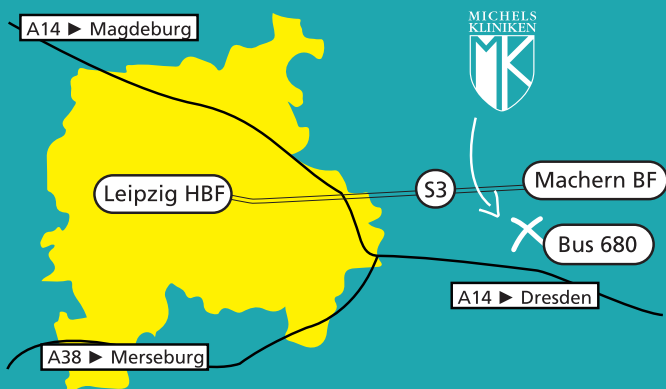 A14 ► Magdeburg
MICHELS
KLINIKEN
MK
Leipzig HBF
S3
Machern BF
Bus 680
A14 ► Dresden
A38 ► Merseburg